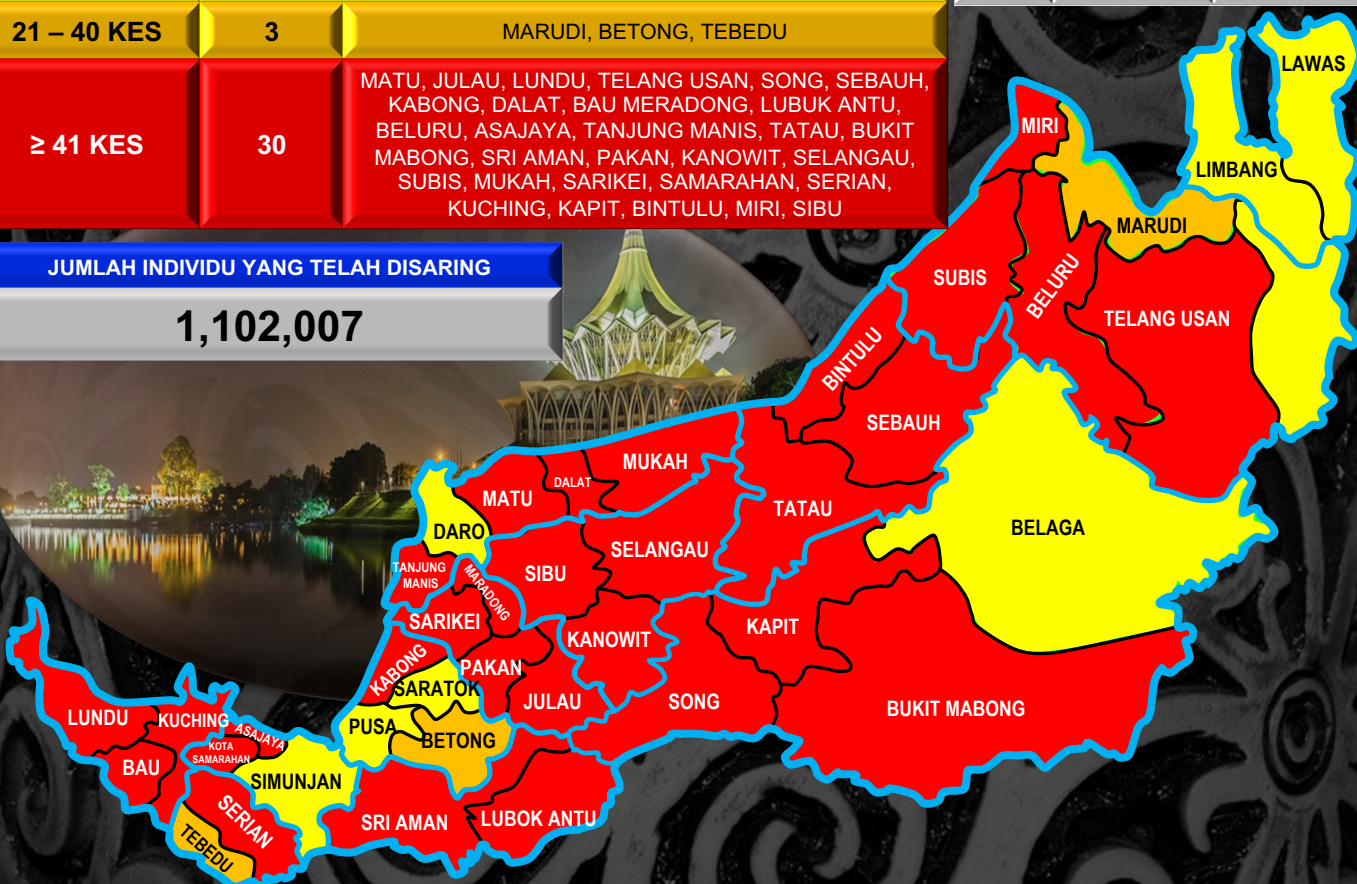 21 – 40 KES
3
MARUDI, BETONG, TEBEDU
≥ 41 KES
30
MATU, JULAU, LUNDU, TELANG USAN, SONG, SEBAUH,
KABONG, DALAT, BAU MERADONG, LUBUK ANTU,
BELURU, ASAJAYA, TANJUNG MANIS, TATAU, BUKIT
MABONG, SRI AMAN, PAKAN, KANOWIT, SELANGAU,
SUBIS, MUKAH, SARIKEI, SAMARAHAN, SERIAN,
KUCHING, KAPIT, BINTULU, MIRI, SIBU
JUMLAH INDIVIDU YANG TELAH DISARING
1,102,007
LAWAS
MIRI
LIMBANG
MARUDI
SUBIS
BELURU
TELANG USAN
BINTULU
SEBAUH
MUKAH
DALAT
MATU
TATAU
DARO
BELAGA
SELANGAU
SIBU
TANJUNG
MANIS
MARADONG
SARIKEI
KAPIT
KANOWIT
KABONG
PAKAN
SARATOK
JULAU
SONG
BUKIT MABONG
LUNDU
KUCHING
ASAJAYA
PUSA
BETONG
KOTA
SAMARAHAN
BAU
SIMUNJAN
SERIAN
SRI AMAN
LUBOK ANTU
TEBEDU